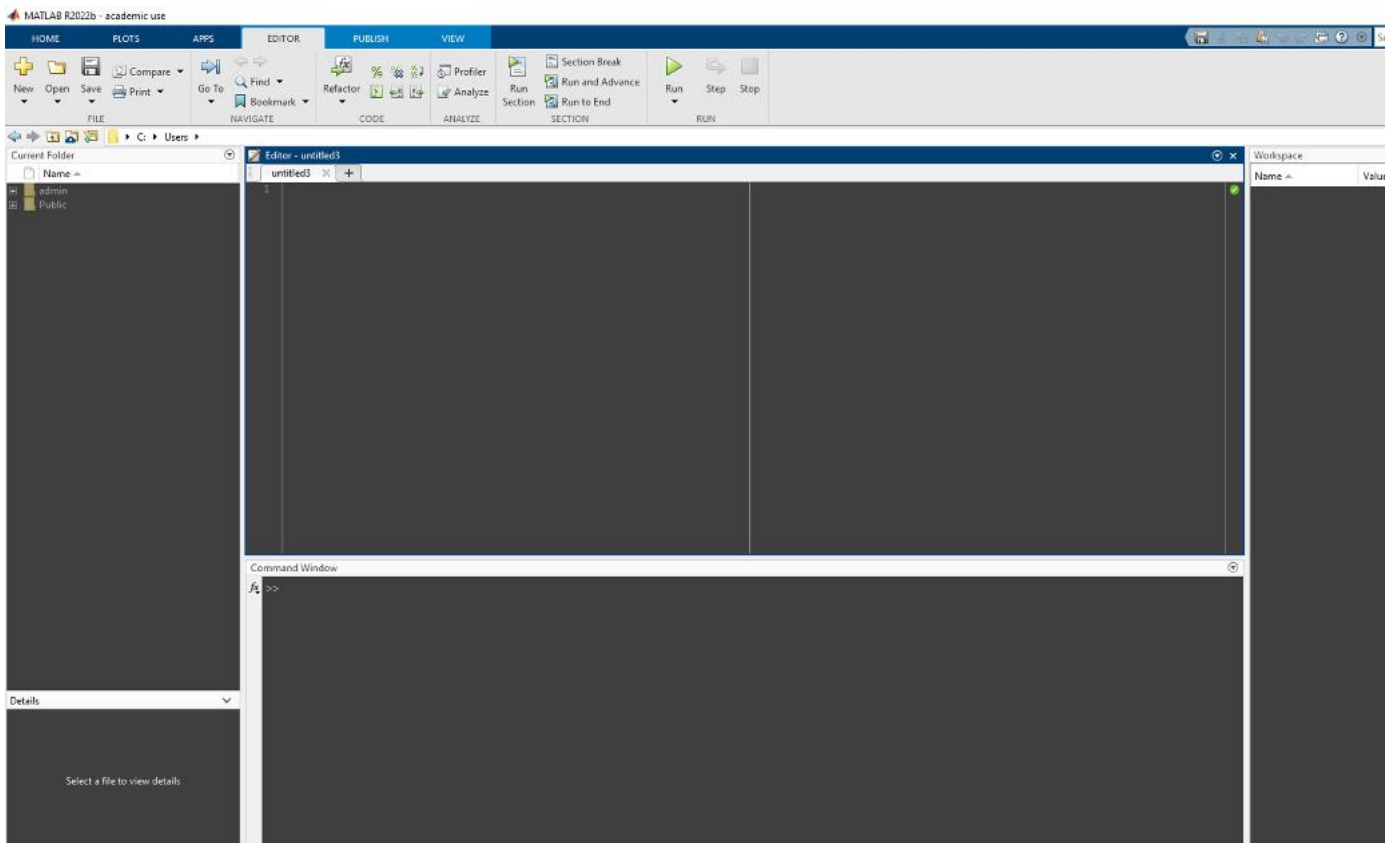 MATLAB R2022b - academic use
HOME PLOTS APPS EDITOR PUBLISH VIEW
New Open Save Compare Print
FILE
Go To Find Bookmark
NAVIGATE
Refactor
CODE
Profiler
Analyze
ANALYZE
Run Section
Section Break
Run and Advance
Run to End
SECTION
Run Step Stop
RUN
C: Users
Current Folder
Name
admin
Public
Editor - untitled3
untitled3
1
Workspace
Name
Command Window
fx >>
Details
Select a file to view details